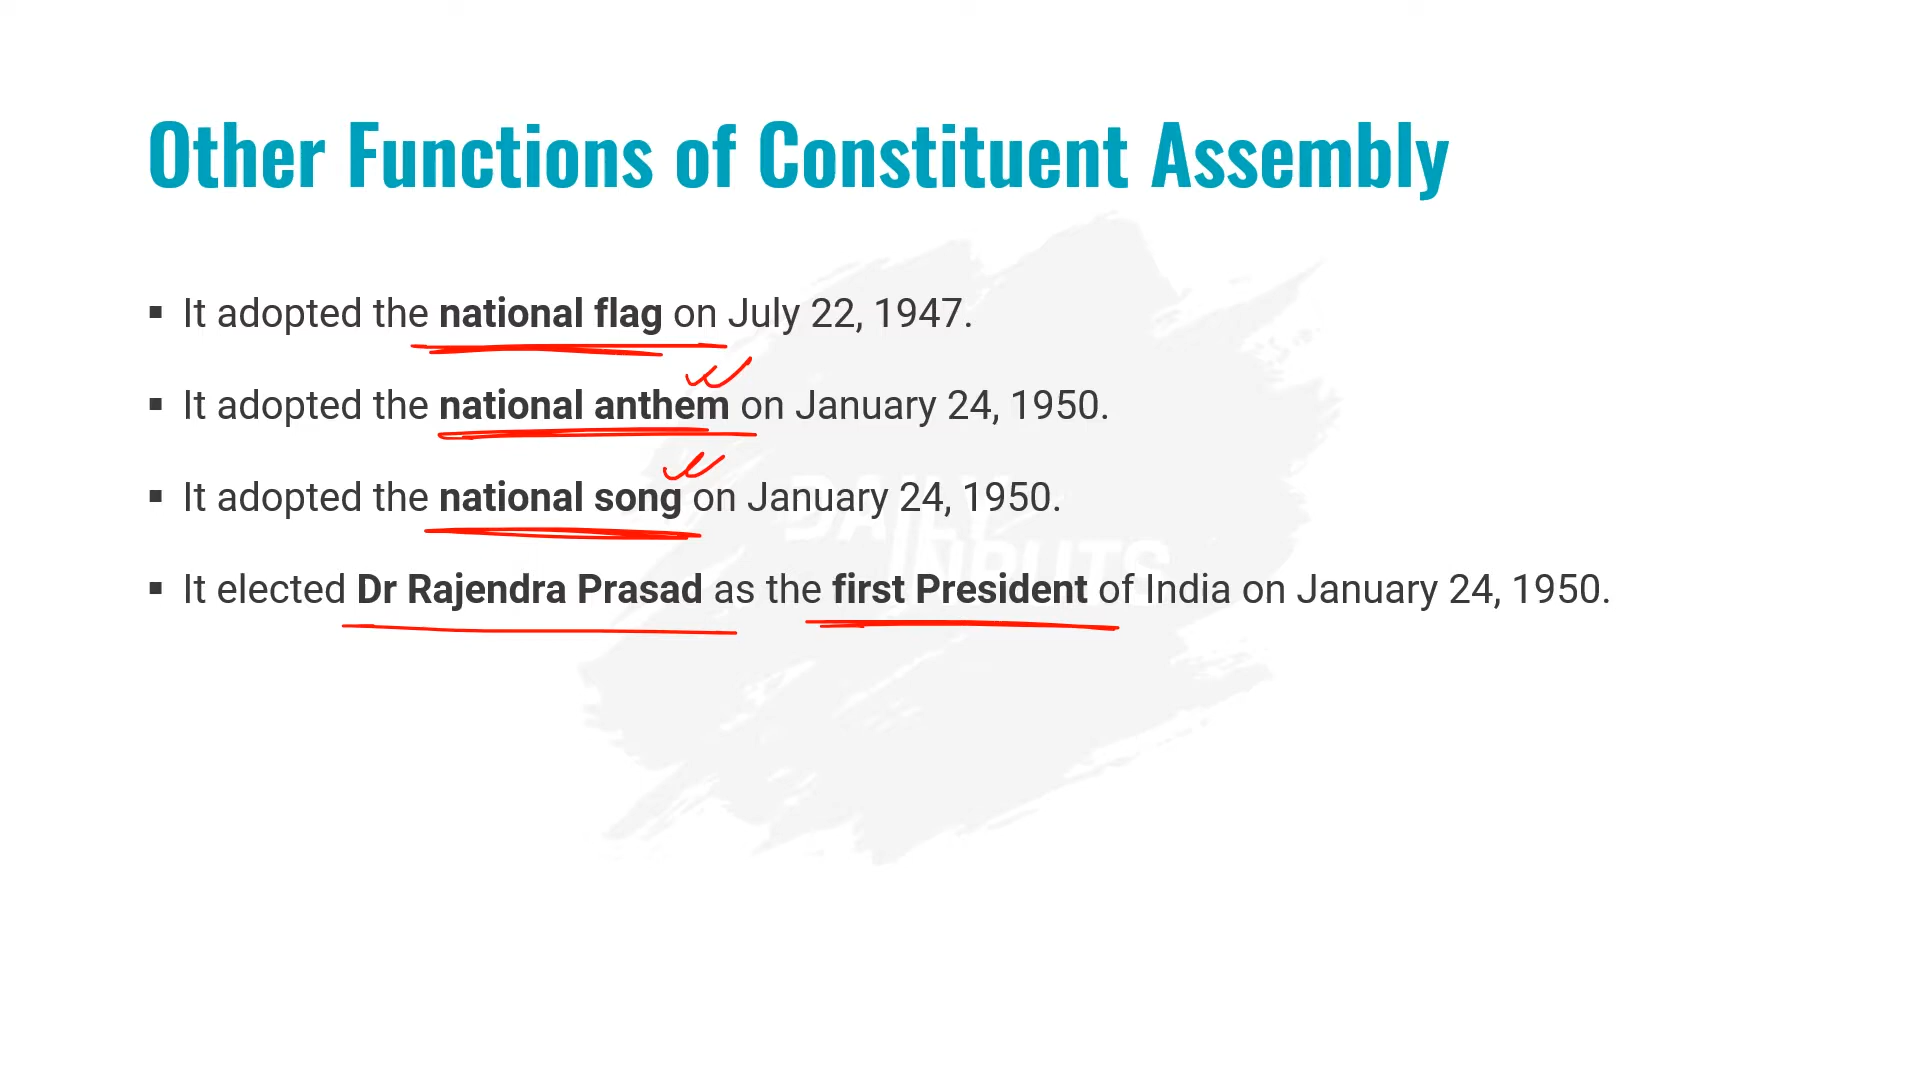 Other Functions of Constituent Assembly
▪ It adopted the national flag on July 22, 1947.
▪ It adopted the national anthem on January 24, 1950.
▪ It adopted the national song on January 24, 1950.
DAILY
INPUTS
▪ It elected Dr Rajendra Prasad as the first President of India on January 24, 1950.